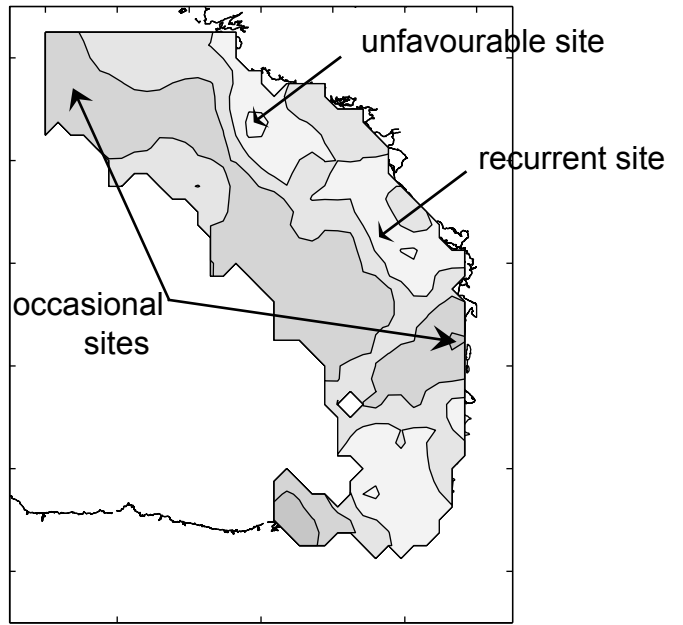 unfavourable site
recurrent site
occasional
sites